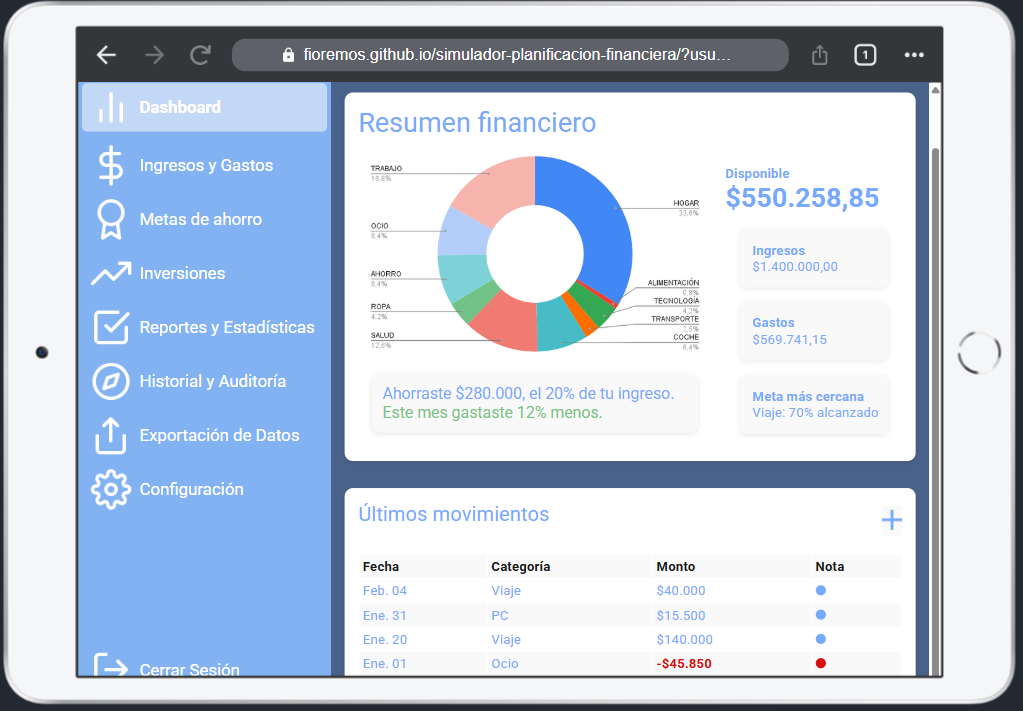 fioremos.github.io/simulador-planificacion-financiera/?usu...
1
Dashboard
Ingresos y Gastos
Metas de ahorro
Inversiones
Reportes y Estadísticas
Historial y Auditoría
Exportación de Datos
Configuración
Cerrar Sesión
Resumen financiero
TRABAJO
16,8%
OCIO
8,4%
AHORRO
8,4%
ROPA
4,2%
SALUD
12,6%
HOGAR
33,6%
ALIMENTACIÓN
0,8%
TECNOLOGÍA
4,2%
TRANSPORTE
2,5%
COCHE
8,4%
Disponible
$550.258,85
Ingresos
$1.400.000,00
Gastos
$569.741,15
Meta más cercana
Viaje: 70% alcanzado
Ahorraste $280.000, el 20% de tu ingreso.
Este mes gastaste 12% menos.
Últimos movimientos
Fecha Categoría Monto Nota
Feb. 04 Viaje $40.000
Ene. 31 PC $15.500
Ene. 20 Viaje $140.000
Ene. 01 Ocio -$45.850